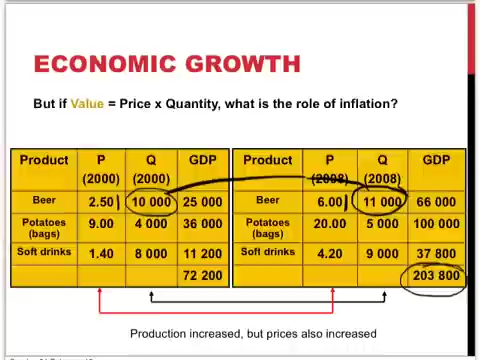 ECONOMIC GROWTH
But if Value = Price x Quantity, what is the role of inflation?
Product P (2000) Q (2000) GDP Product P (2008) Q (2008) GDP
Beer 2.50 10 000 25 000 Beer 6.00 11 000 66 000
Potatoes (bags) 9.00 4 000 36 000 Potatoes (bags) 20.00 5 000 100 000
Soft drinks 1.40 8 000 11 200 Soft drinks 4.20 9 000 37 800
72 200 203 800
Production increased, but prices also increased